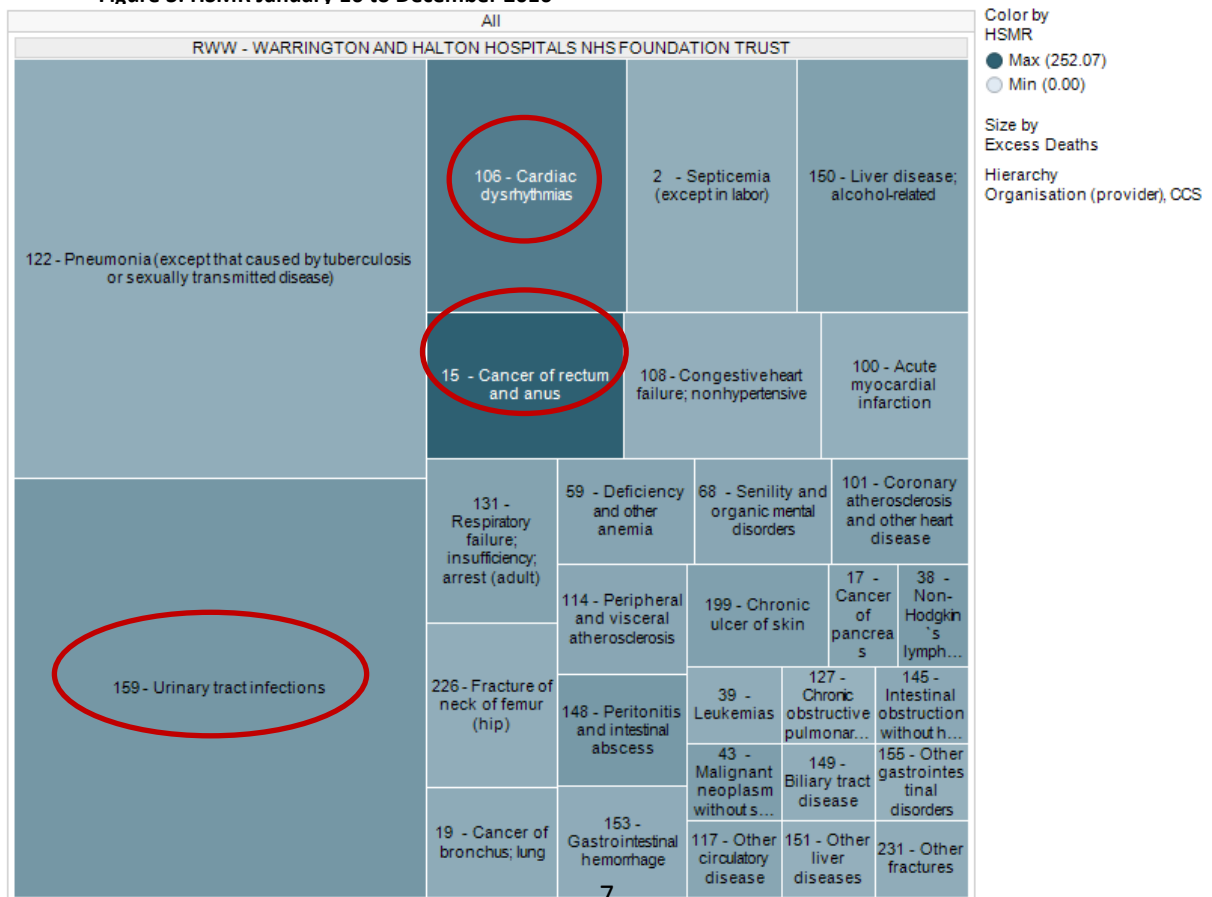 Figure 3: HSMR January 16 to December 2016
All
RWW - WARRINGTON AND HALTON HOSPITALS NHS FOUNDATION TRUST
Color by
HSMR
Max (252.07)
Min (0.00)
Size by
Excess Deaths
Hierarchy
Organisation (provider), CCS
122 - Pneumonia (except that caused by tuberculosis
or sexually transmitted disease)
159 - Urinary tract infections
106 - Cardiac
dysrhythmias
2 - Septicemia
(except in labor)
150 - Liver disease;
alcohol-related
15 - Cancer of rectum
and anus
108 - Congestive heart
failure; nonhypertensive
100 - Acute
myocardial
infarction
131 -
Respiratory
failure;
insufficiency;
arrest (adult)
59 - Deficiency
and other
anemia
68 - Senility and
organic mental
disorders
101 - Coronary
atherosclerosis
and other heart
disease
114 - Peripheral
and visceral
atherosclerosis
199 - Chronic
ulcer of skin
17 -
Cancer
of
pancrea
s
38 -
Non-
Hodgkin
`s
lymph...
226 - Fracture of
neck of femur
(hip)
148 - Peritonitis
and intestinal
abscess
39 -
Leukemias
127 -
Chronic
obstructive
pulmonar...
145 -
Intestinal
obstruction
without h...
43 -
Malignant
neoplasm
without s...
149 -
Biliary tract
disease
155 - Other
gastrointes
tinal
disorders
19 - Cancer of
bronchus; lung
153 -
Gastrointestinal
hemorrhage
117 - Other
circulatory
disease
151 - Other
liver
diseases
231 - Other
fractures
7